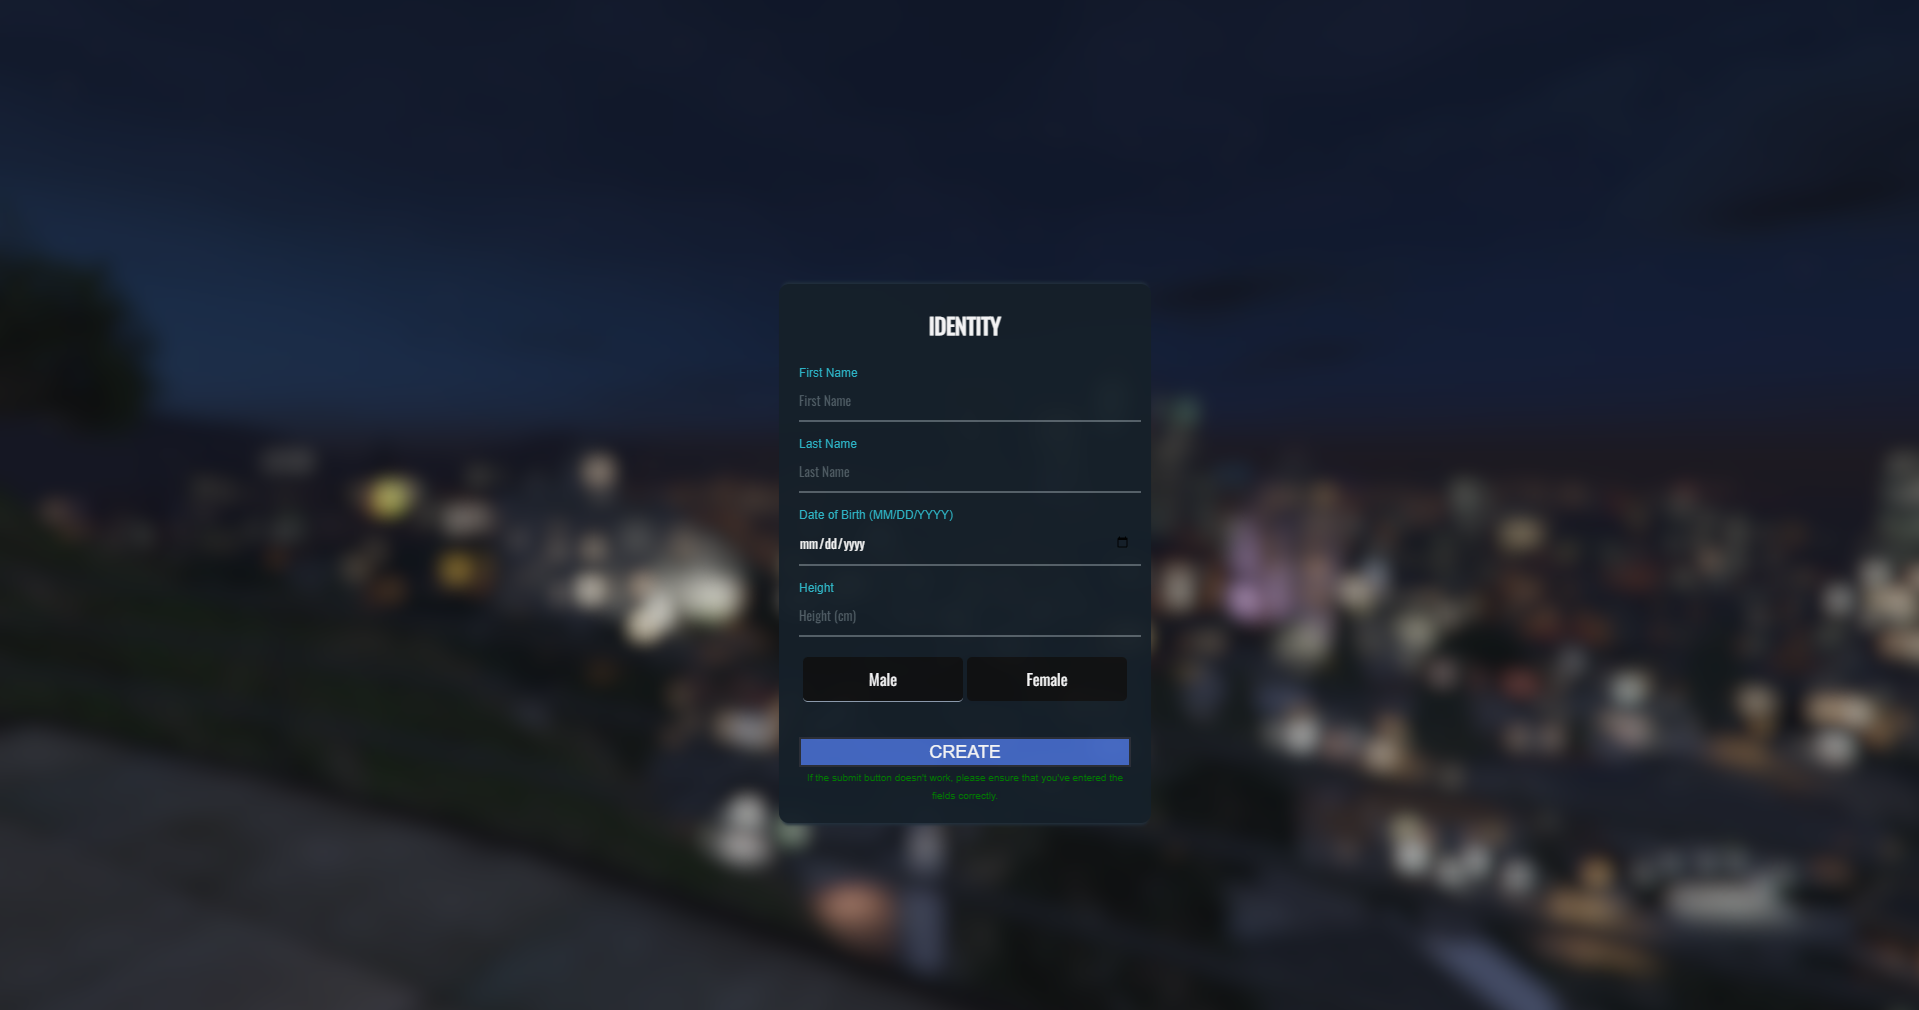 IDENTITY
First Name
First Name
Last Name
Last Name
Date of Birth (MM/DD/YYYY)
mm/dd/yyyy
Height
Height (cm)
Male Female
CREATE
If the submit button doesn't work, please ensure that you've entered the
fields correctly.